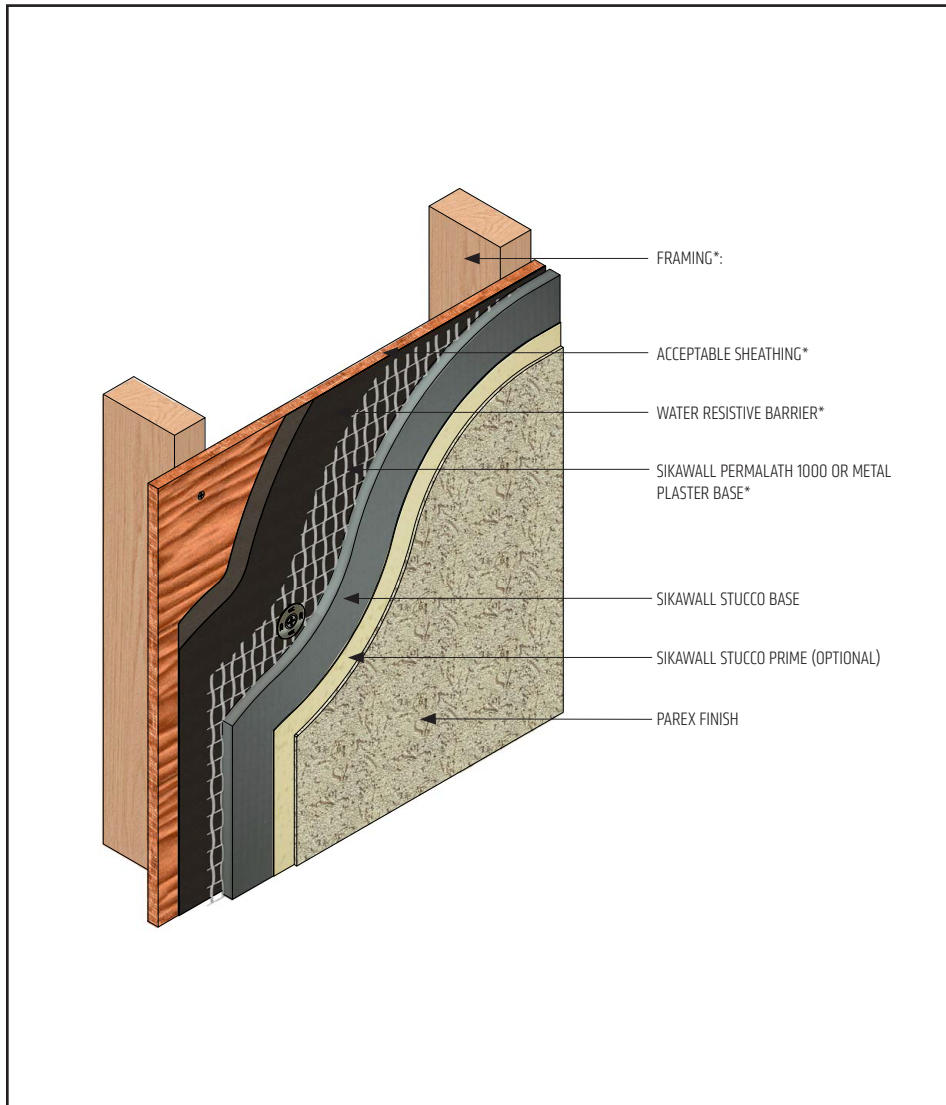 FRAMING*:
ACCEPTABLE SHEATHING*
WATER RESISTIVE BARRIER*
SIKAWALL PERMALATH 1000 OR METAL
PLASTER BASE*
SIKAWALL STUCCO BASE
SIKAWALL STUCCO PRIME (OPTIONAL)
PAREX FINISH